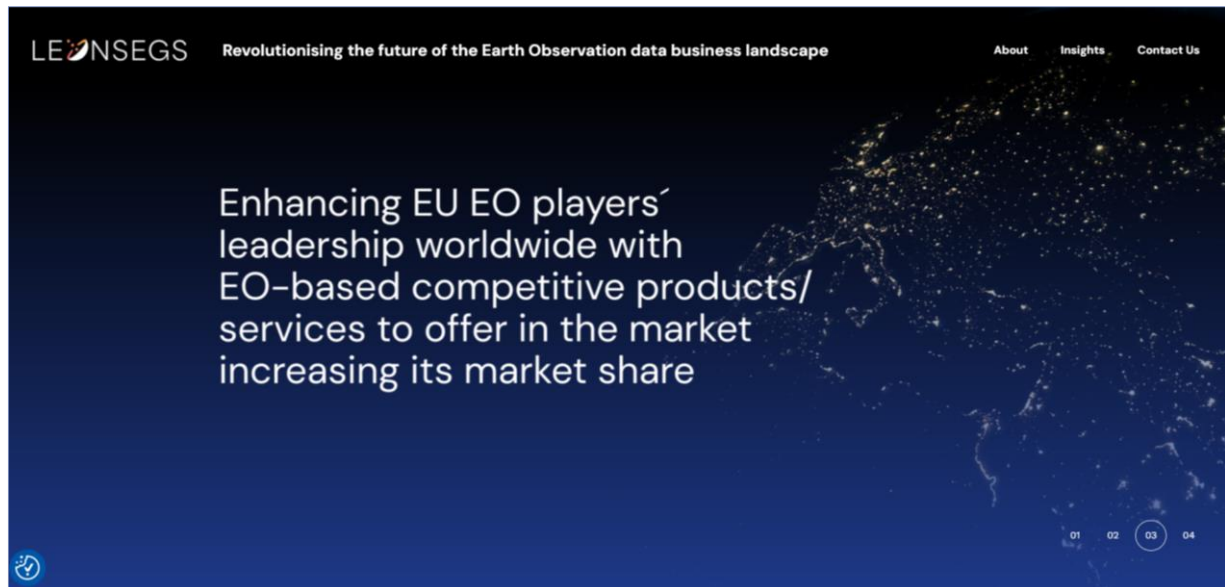 LEONSEGS
Revolutionising the future of the Earth Observation data business landscape
About
Insights
Contact Us
Enhancing EU EO players´
leadership worldwide with
EO-based competitive products/
services to offer in the market
increasing its market share
01
02
03
04